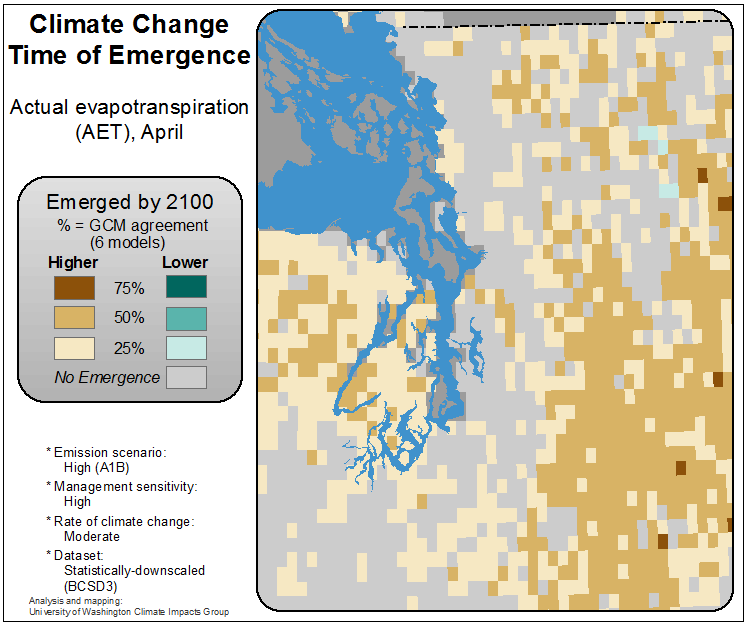 Climate Change
Time of Emergence
Actual evapotranspiration
(AET), April
Emerged by 2100
% = GCM agreement
(6 models)
Higher Lower
75%
50%
25%
No Emergence
* Emission scenario:
High (A1B)
* Management sensitivity:
High
* Rate of climate change:
Moderate
* Dataset:
Statistically-downscaled
(BCSD3)
Analysis and mapping:
University of Washington Climate Impacts Group